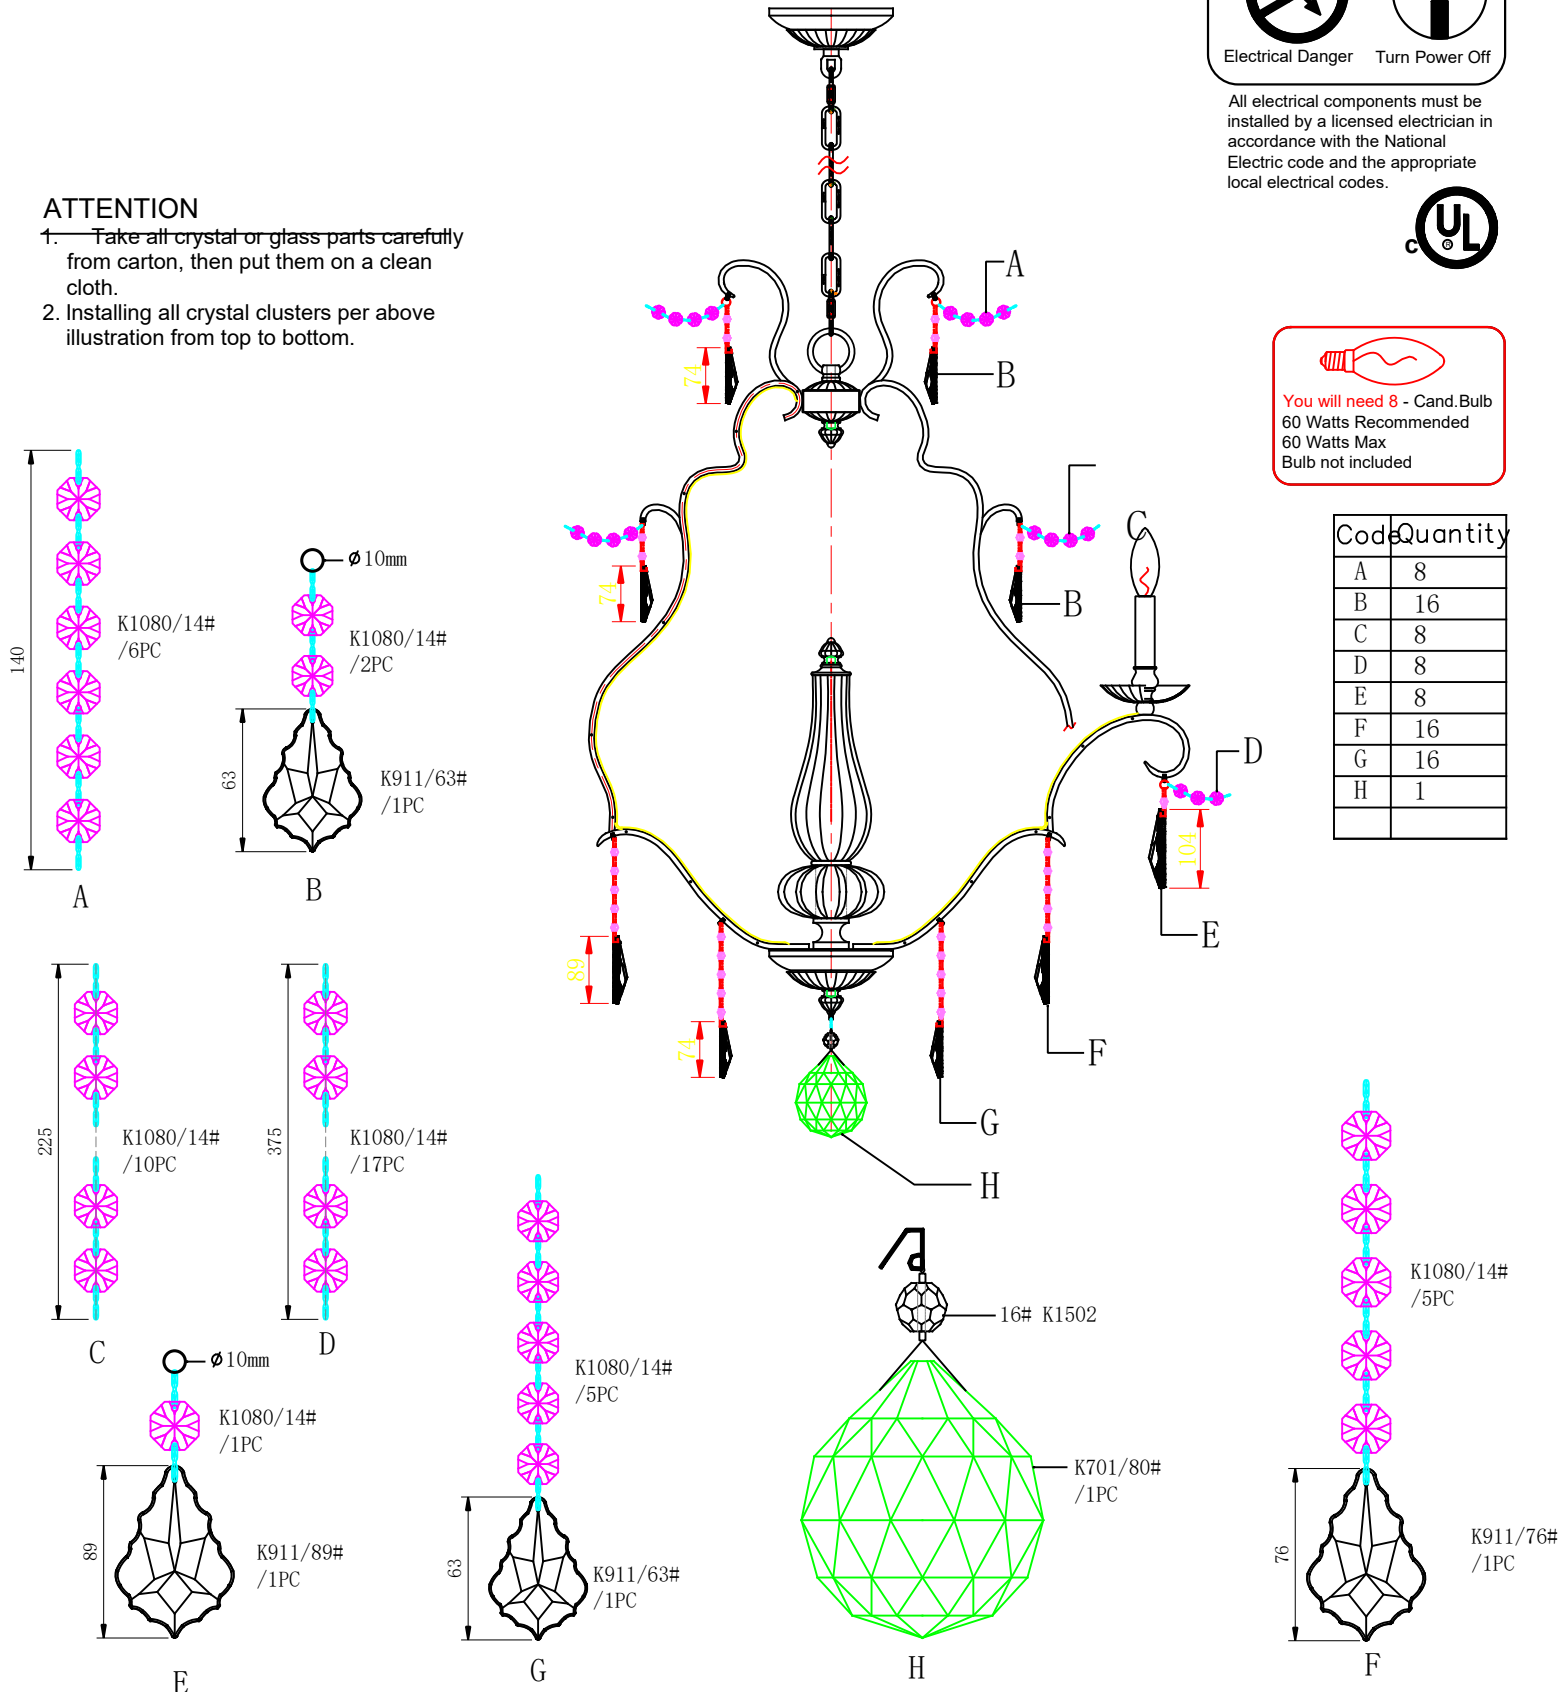 Electrical Danger
Turn Power Off
All electrical components must be
installed by a licensed electrician in
accordance with the National
Electric code and the appropriate
local electrical codes.
C UL ®
ATTENTION
1. Take all crystal or glass parts carefully
from carton, then put them on a clean
cloth.
2. Installing all crystal clusters per above
illustration from top to bottom.
A
B
74
C
B
74
D
104
E
89
F
74
G
H
You will need 8 - Cand.Bulb
60 Watts Recommended
60 Watts Max
Bulb not included
Code Quantity
A 8
B 16
C 8
D 8
E 8
F 16
G 16
H 1
140
K1080/14#
/6PC
A
ϕ10mm
K1080/14#
/2PC
63
K911/63#
/1PC
B
225
K1080/14#
/10PC
C
375
K1080/14#
/17PC
D
ϕ10mm
K1080/14#
/1PC
89
K911/89#
/1PC
E
K1080/14#
/5PC
63
K911/63#
/1PC
G
16# K1502
K701/80#
/1PC
H
K1080/14#
/5PC
76
K911/76#
/1PC
F